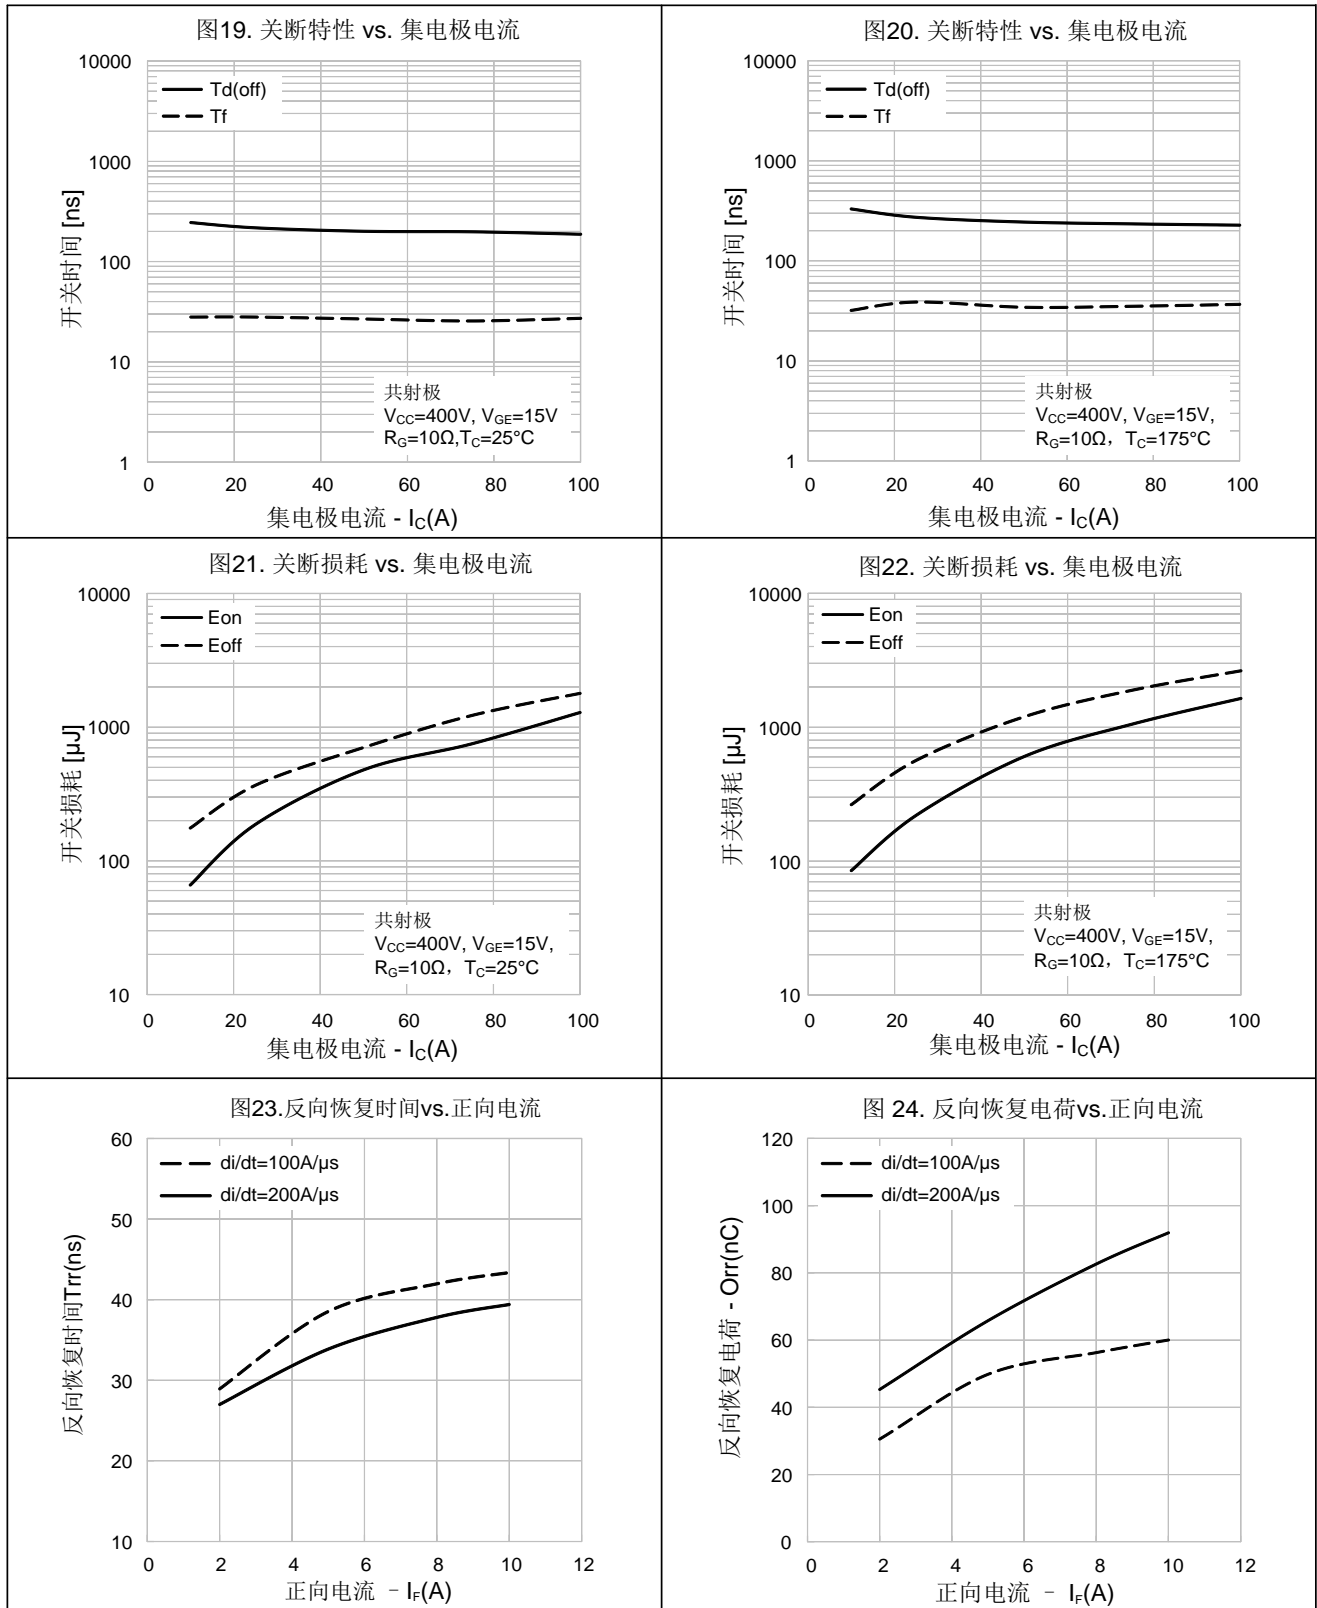 图19. 关断特性 vs. 集电极电流
10000
1000
100
10
1
Td(off)
Tf
开关时间 [ns]
共射极
VCC=400V, VGE=15V
RG=10Ω,TC=25°C
0 20 40 60 80 100
集电极电流 - IC(A)
图20. 关断特性 vs. 集电极电流
10000
1000
100
10
1
Td(off)
Tf
开关时间 [ns]
共射极
VCC=400V, VGE=15V,
RG=10Ω，TC=175°C
0 20 40 60 80 100
集电极电流 - IC(A)
图21. 关断损耗 vs. 集电极电流
10000
1000
100
10
Eon
Eoff
开关损耗 [μJ]
共射极
VCC=400V, VGE=15V,
RG=10Ω，TC=25°C
0 20 40 60 80 100
集电极电流 - IC(A)
图22. 关断损耗 vs. 集电极电流
10000
1000
100
10
Eon
Eoff
开关损耗 [μJ]
共射极
VCC=400V, VGE=15V,
RG=10Ω，TC=175°C
0 20 40 60 80 100
集电极电流 - IC(A)
图23.反向恢复时间vs.正向电流
60
50
40
30
20
10
di/dt=100A/μs
di/dt=200A/μs
反向恢复时间Trr(ns)
0 2 4 6 8 10 12
正向电流 － IF(A)
图 24. 反向恢复电荷vs.正向电流
120
100
80
60
40
20
0
di/dt=100A/μs
di/dt=200A/μs
反向恢复电荷 - Orr(nC)
0 2 4 6 8 10 12
正向电流 － IF(A)